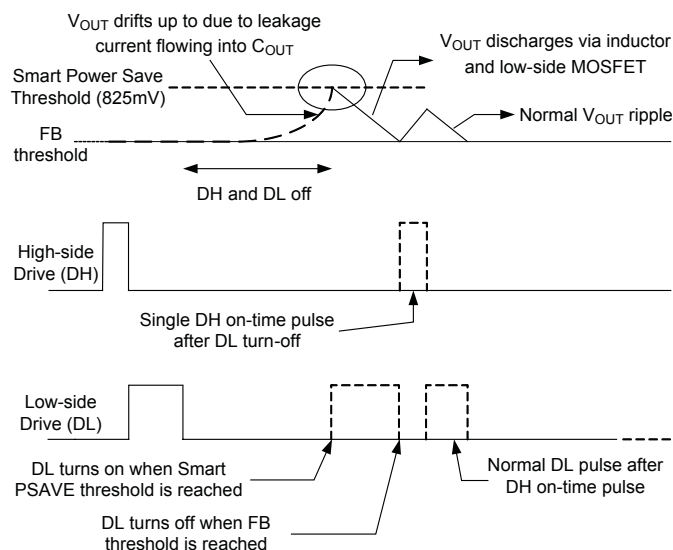 VOUT drifts up to due to leakage
current flowing into COUT
VOUT discharges via inductor
and low-side MOSFET
Smart Power Save
Threshold (825mV)
Normal VOUT ripple
FB
threshold
DH and DL off
High-side
Drive (DH)
Single DH on-time pulse
after DL turn-off
Low-side
Drive (DL)
DL turns on when Smart
PSAVE threshold is reached
Normal DL pulse after
DH on-time pulse
DL turns off when FB
threshold is reached